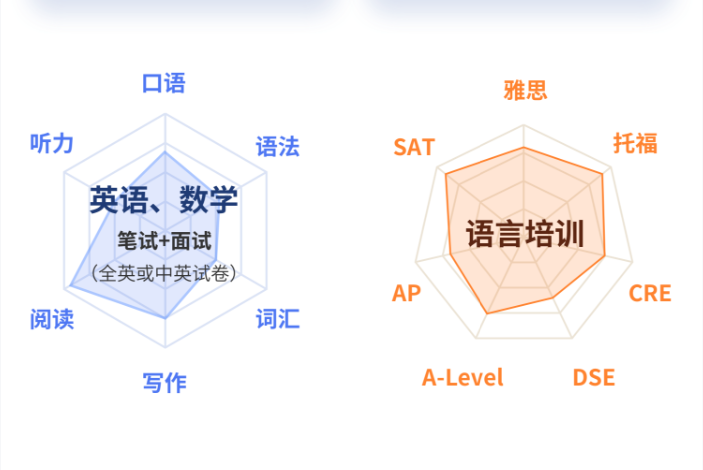 口语
听力
语法
英语、数学
笔试+面试
（全英或中英试卷）
阅读
词汇
写作
雅思
SAT
托福
语言培训
AP
CRE
A-Level
DSE